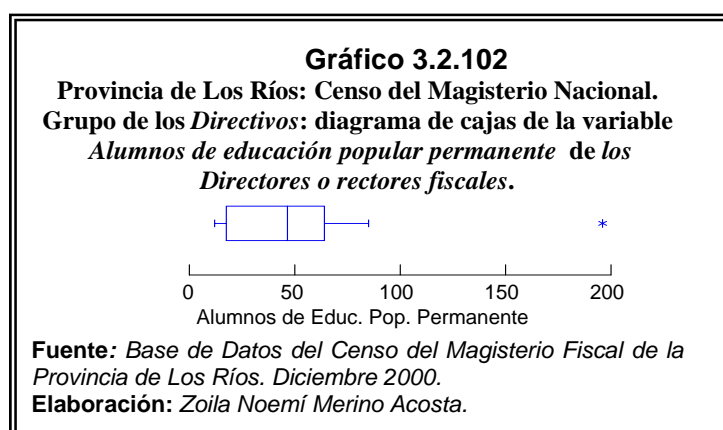 Gráfico 3.2.102
Provincia de Los Ríos: Censo del Magisterio Nacional.
Grupo de los Directivos: diagrama de cajas de la variable
Alumnos de educación popular permanente de los
Directores o rectores fiscales.
0 50 100 150 200
Alumnos de Educ. Pop. Permanente
Fuente: Base de Datos del Censo del Magisterio Fiscal de la
Provincia de Los Ríos. Diciembre 2000.
Elaboración: Zoila Noemí Merino Acosta.